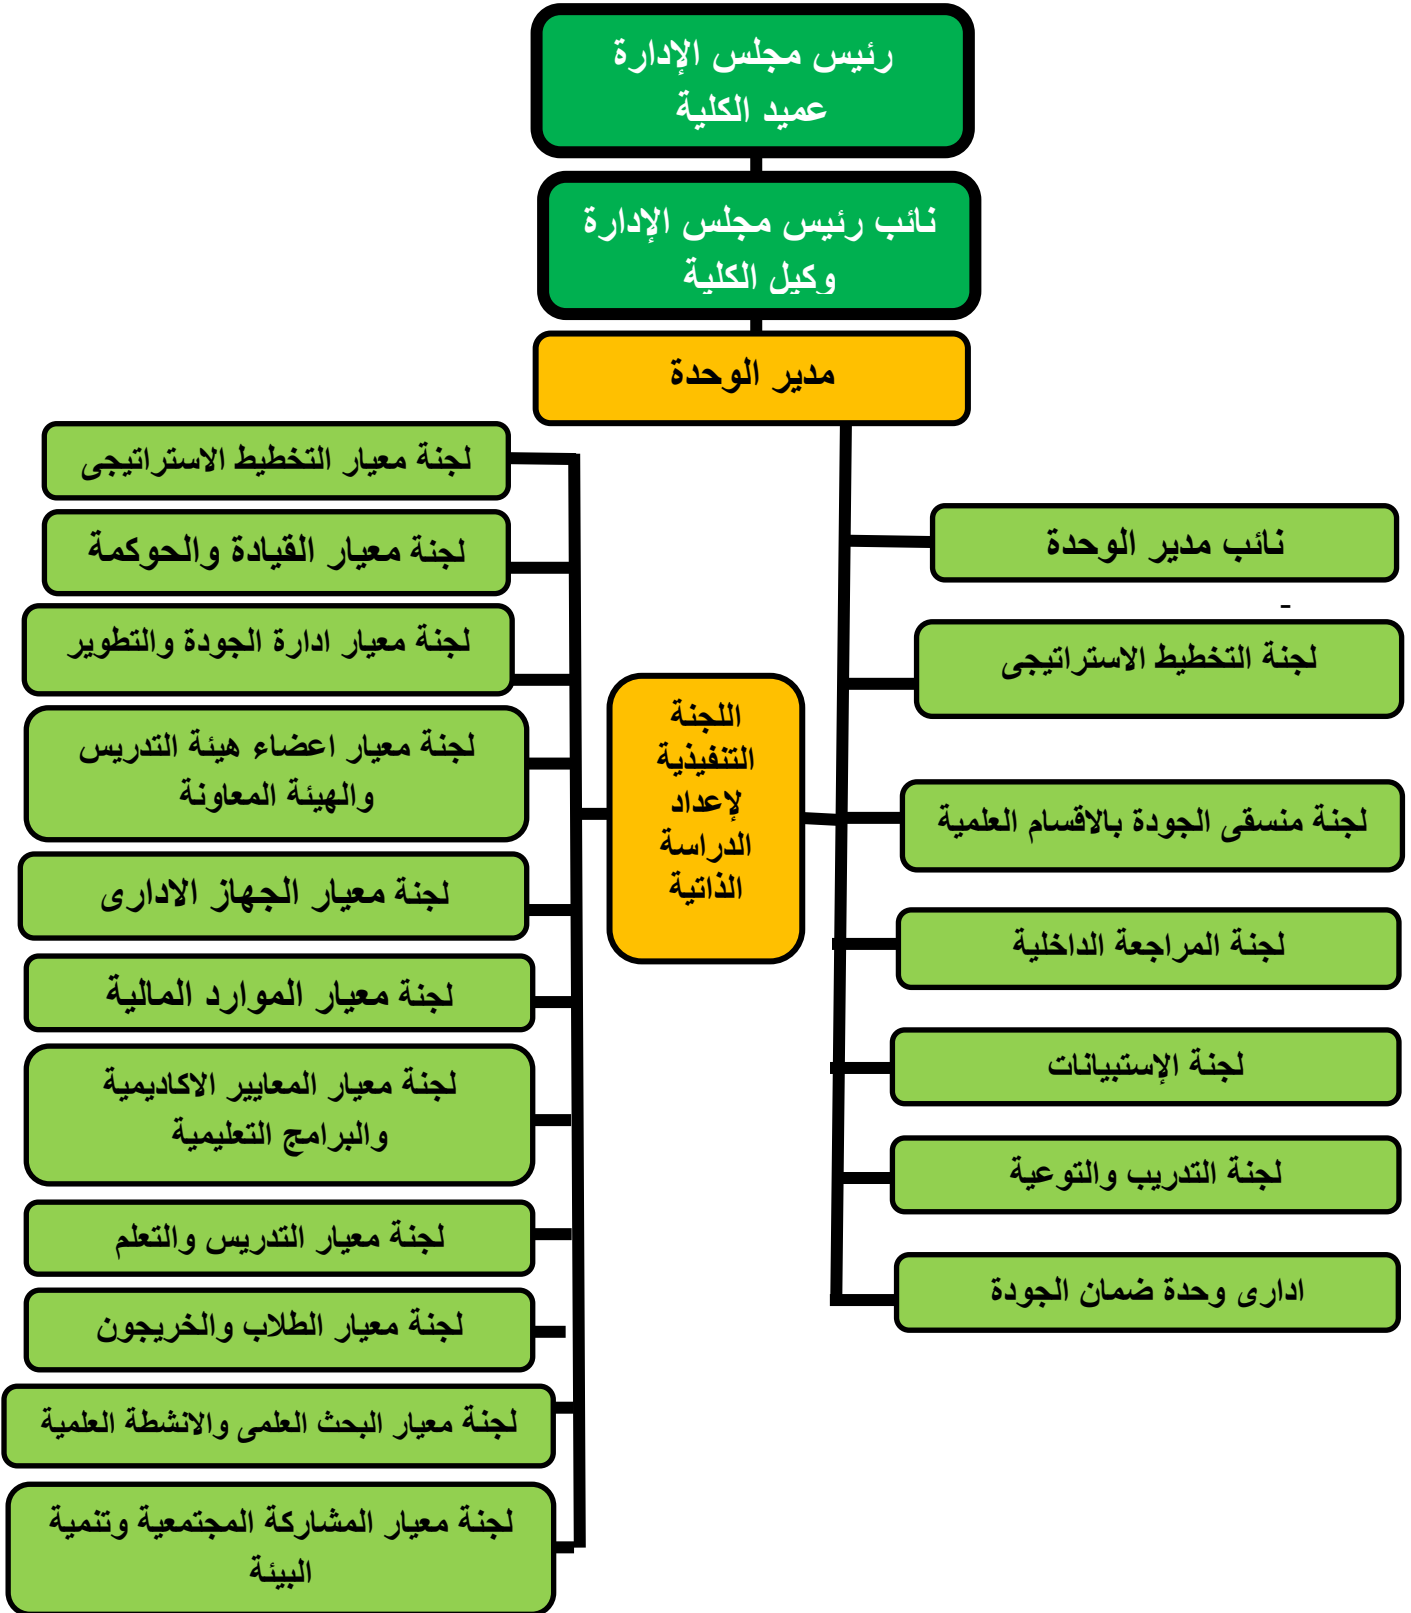 رئيس مجلس الإدارة
عميد الكلية
نائب رئيس مجلس الإدارة
وكيل الكلية
مدير الوحدة
نائب مدير الوحدة
-
لجنة التخطيط الاستراتيجى
لجنة منسقى الجودة بالاقسام العلمية
لجنة المراجعة الداخلية
لجنة الإستبيانات
لجنة التدريب والتوعية
ادارى وحدة ضمان الجودة
اللجنة
التنفيذية
لإعداد
الدراسة
الذاتية
لجنة معيار التخطيط الاستراتيجى
لجنة معيار القيادة والحوكمة
لجنة معيار ادارة الجودة والتطوير
لجنة معيار اعضاء هيئة التدريس
والهيئة المعاونة
لجنة معيار الجهاز الادارى
لجنة معيار الموارد المالية
لجنة معيار المعايير الاكاديمية
والبرامج التعليمية
لجنة معيار التدريس والتعلم
لجنة معيار الطلاب والخريجون
لجنة معيار البحث العلمى والانشطة العلمية
لجنة معيار المشاركة المجتمعية وتنمية
البيئة